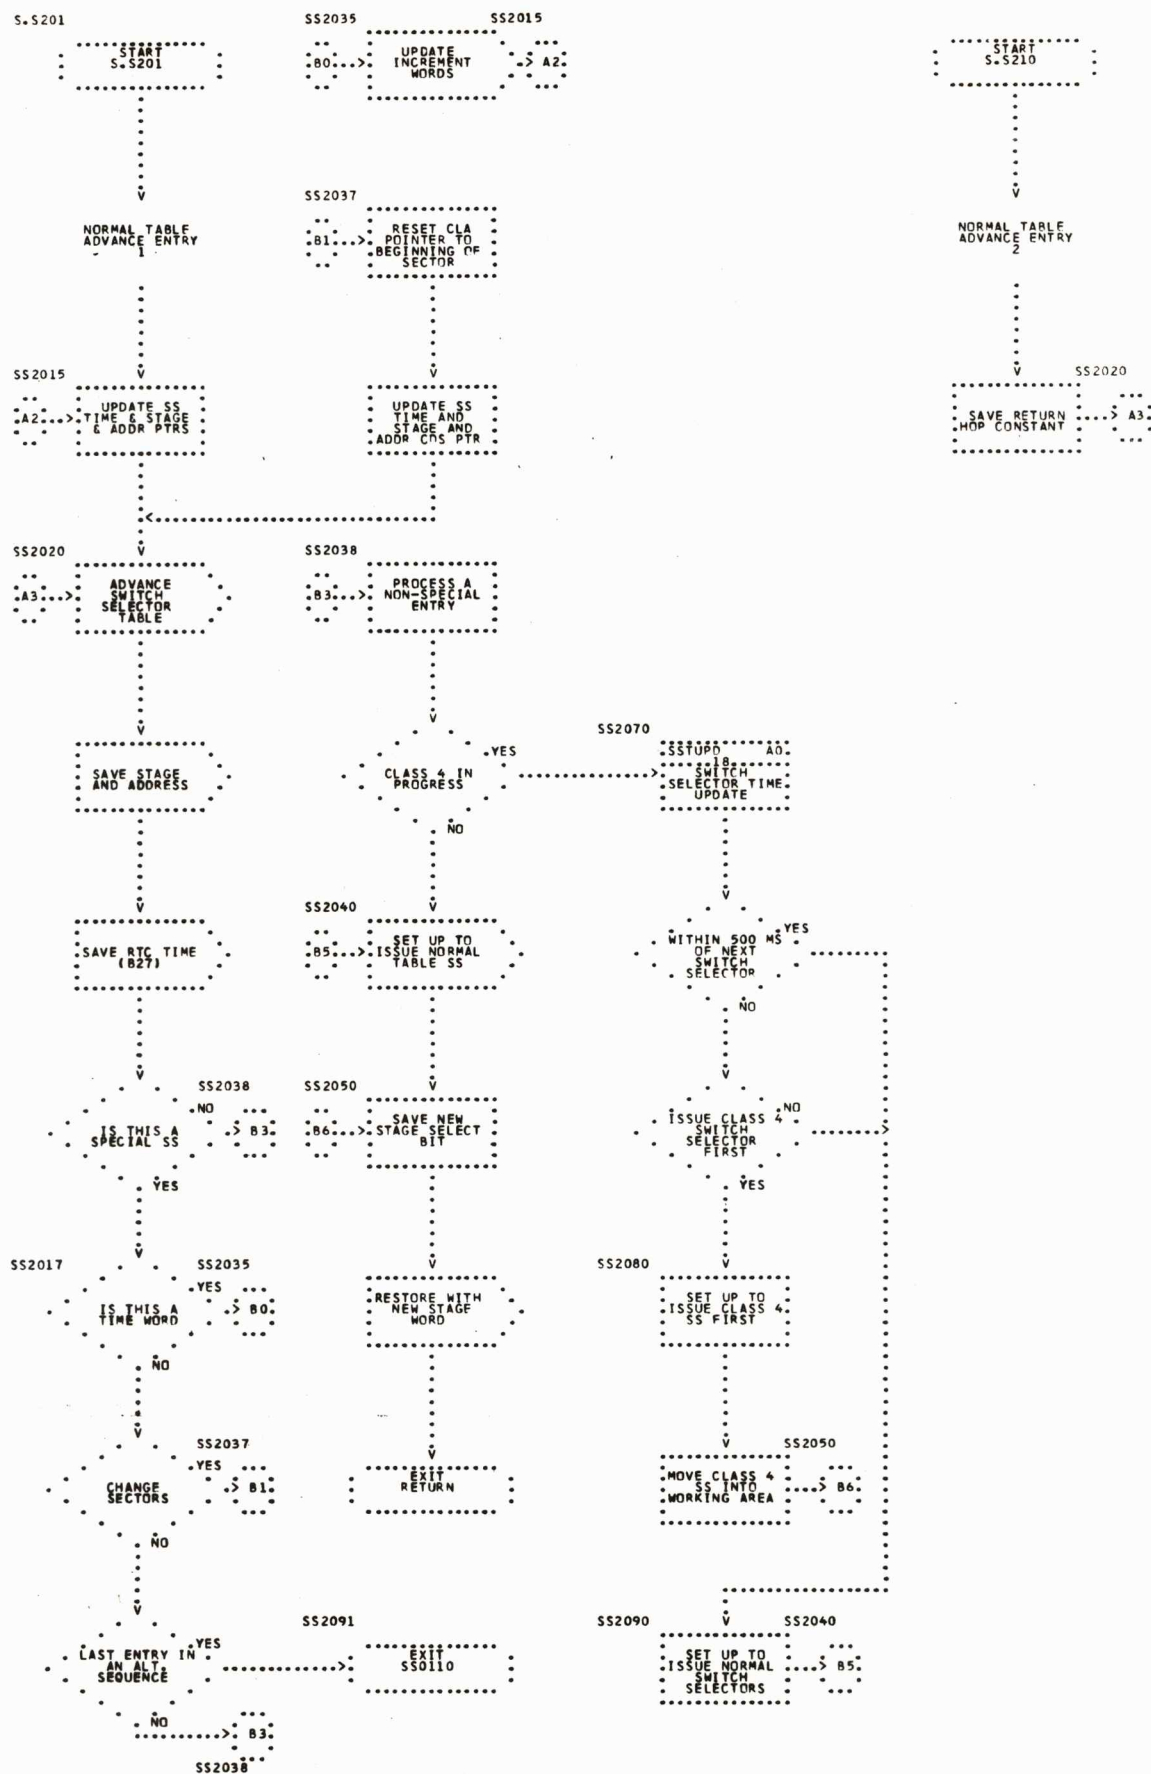 S.S201
START
S.S201
NORMAL TABLE
ADVANCE ENTRY
1
SS2015
A2
UPDATE SS
TIME & STAGE
& ADDR PTRS
SS2020
A3
ADVANCE
SWITCH
SELECTOR
TABLE
SAVE STAGE
AND ADDRESS
SAVE RTC TIME
(B27)
IS THIS A
SPECIAL SS
NO
SS2038
B3
YES
SS2017
IS THIS A
TIME WORD
YES
SS2035
B0
NO
CHANGE
SECTORS
YES
SS2037
B1
NO
LAST ENTRY IN
AN ALT.
SEQUENCE
YES
NO
B3
SS2038
SS2091
EXIT
SS0110
SS2035
B0
UPDATE
INCREMENT
WORDS
SS2015
A2
SS2037
B1
RESET CLA
POINTER TO
BEGINNING OF
SECTOR
UPDATE SS
TIME AND
STAGE AND
ADDR CDS PTR
SS2038
B3
PROCESS A
NON-SPECIAL
ENTRY
CLASS 4 IN
PROGRESS
YES
NO
SS2040
B5
SET UP TO
ISSUE NORMAL
TABLE SS
SS2050
B6
SAVE NEW
STAGE SELECT
BIT
RESTORE WITH
NEW STAGE
WORD
EXIT
RETURN
SS2070
SSTUPD A0
18
SWITCH
SELECTOR TIME
UPDATE
WITHIN 500 MS
OF NEXT
SWITCH
SELECTOR
YES
NO
ISSUE CLASS 4
SWITCH
SELECTOR
FIRST
NO
YES
SS2080
SET UP TO
ISSUE CLASS 4
SS FIRST
MOVE CLASS 4
SS INTO
WORKING AREA
SS2050
B6
SS2090
SET UP TO
ISSUE NORMAL
SWITCH
SELECTORS
SS2040
B5
START
S.S210
NORMAL TABLE
ADVANCE ENTRY
2
SAVE RETURN
HOP CONSTANT
SS2020
A3